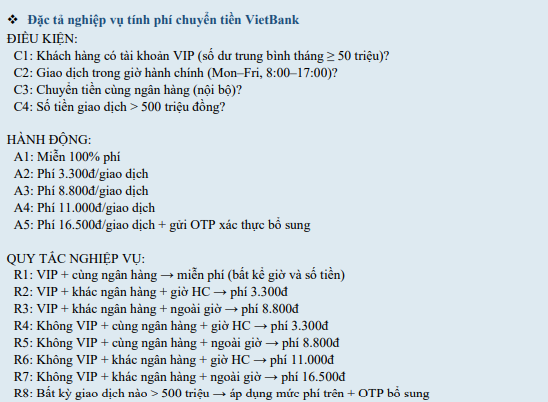 ❖ Đặc tả nghiệp vụ tính phí chuyển tiền VietBank
ĐIỀU KIỆN:
C1: Khách hàng có tài khoản VIP (số dư trung bình tháng ≥ 50 triệu)?
C2: Giao dịch trong giờ hành chính (Mon–Fri, 8:00–17:00)?
C3: Chuyển tiền cùng ngân hàng (nội bộ)?
C4: Số tiền giao dịch > 500 triệu đồng?
HÀNH ĐỘNG:
A1: Miễn 100% phí
A2: Phí 3.300đ/giao dịch
A3: Phí 8.800đ/giao dịch
A4: Phí 11.000đ/giao dịch
A5: Phí 16.500đ/giao dịch + gửi OTP xác thực bổ sung
QUY TẮC NGHIỆP VỤ:
R1: VIP + cùng ngân hàng → miễn phí (bất kể giờ và số tiền)
R2: VIP + khác ngân hàng + giờ HC → phí 3.300đ
R3: VIP + khác ngân hàng + ngoài giờ → phí 8.800đ
R4: Không VIP + cùng ngân hàng + giờ HC → phí 3.300đ
R5: Không VIP + cùng ngân hàng + ngoài giờ → phí 8.800đ
R6: Không VIP + khác ngân hàng + giờ HC → phí 11.000đ
R7: Không VIP + khác ngân hàng + ngoài giờ → phí 16.500đ
R8: Bất kỳ giao dịch nào > 500 triệu → áp dụng mức phí trên + OTP bổ sung